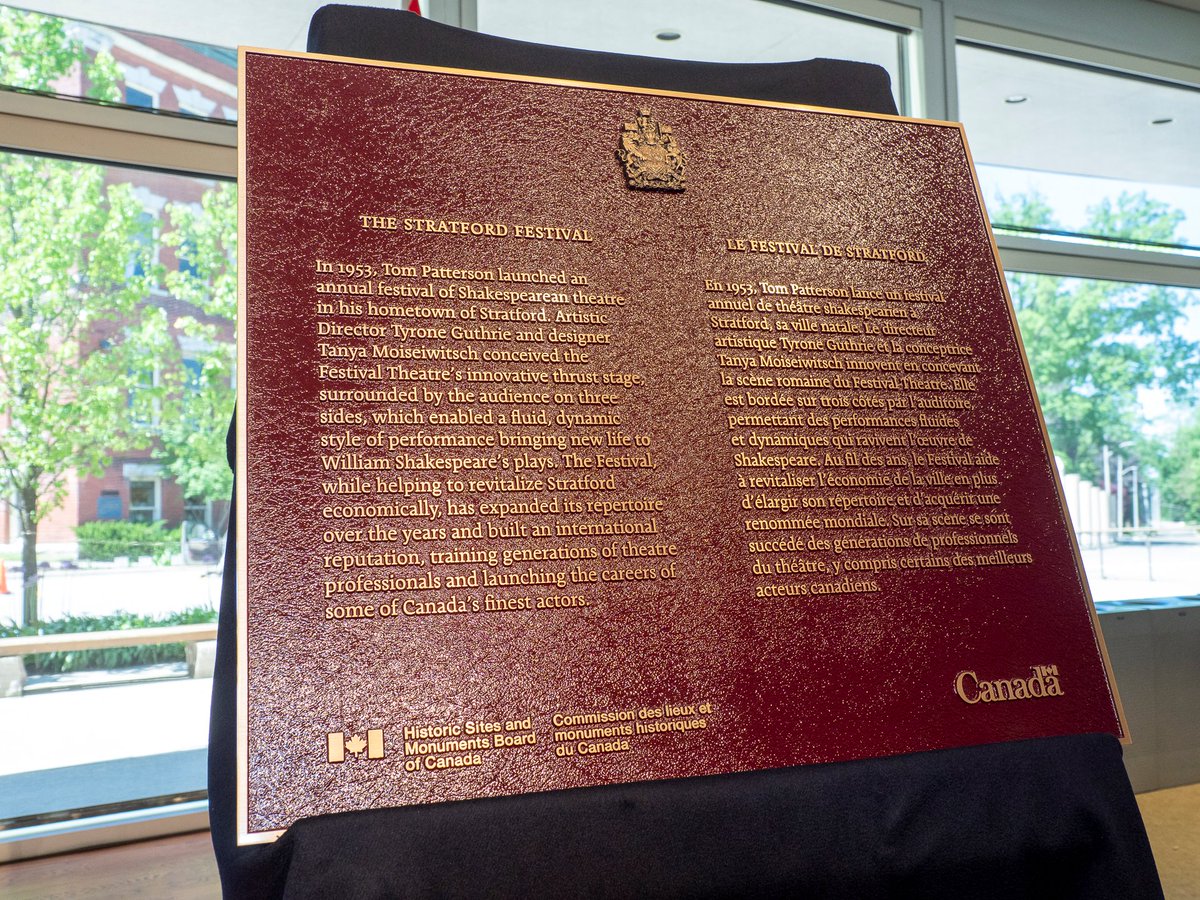 THE STRATFORD FESTIVAL
In 1953, Tom Patterson launched an
annual festival of Shakespearean theatre
in his hometown of Stratford. Artistic
Director Tyrone Guthrie and designer
Tanya Moiseiwitsch conceived the
Festival Theatre's innovative thrust stage,
surrounded by the audience on three
sides, which enabled a fluid, dynamic
style of performance bringing new life to
William Shakespeare's plays. The Festival,
while helping to revitalize Stratford
economically, has expanded its repertoire
over the years and built an international
reputation, training generations of theatre
professionals and launching the careers of
some of Canada's finest actors.
LE FESTIVAL DE STRATFORD
En 1953, Tom Patterson lance un festival
annuel de théâtre shakespearien à
Stratford, sa ville natale. Le directeur
artistique Tyrone Guthrie et la conceptrice
Tanya Moiseiwitsch innovent en concevant
la scène romaine du Festival Theatre. Elle
est bordée sur trois côtés par l'auditoire,
permettant des performances fluides
et dynamiques qui ravivent l'œuvre de
Shakespeare. Au fil des ans, le Festival aide
à revitaliser l'économie de la ville en plus
d'élargir son répertoire et d'acquérir une
renommée mondiale. Sur sa scène se sont
succédé des générations de professionnels
du théâtre, y compris certains des meilleurs
acteurs canadiens.
Historic Sites and
Monuments Board
of Canada
Commission des lieux et
monuments historiques
du Canada
Canada